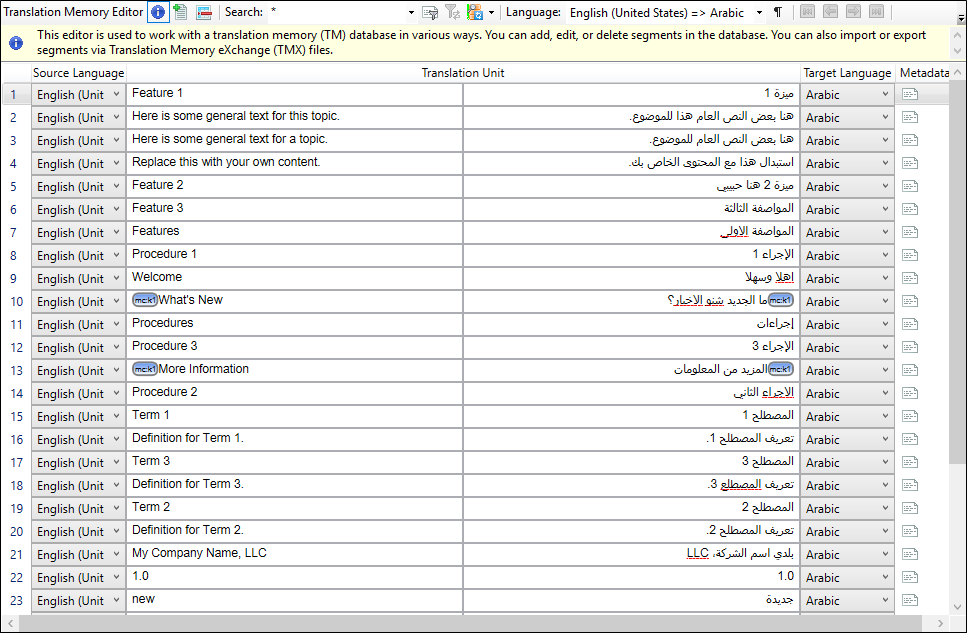 Translation Memory Editor Search: * Language: English (United States) => Arabic ¶
This editor is used to work with a translation memory (TM) database in various ways. You can add, edit, or delete segments in the database. You can also import or export
segments via Translation Memory eXchange (TMX) files.
Source Language Translation Unit Target Language Metadata
1 English (Unit Feature 1 ميزة 1 Arabic
2 English (Unit Here is some general text for this topic. هنا بعض النص العام هذا للموضوع. Arabic
3 English (Unit Here is some general text for a topic. هنا بعض النص العام للموضوع. Arabic
4 English (Unit Replace this with your own content. استبدال هذا مع المحتوى الخاص بك. Arabic
5 English (Unit Feature 2 ميزة 2 هنا حبيبي Arabic
6 English (Unit Feature 3 المواصفة الثالثة Arabic
7 English (Unit Features المواصفة الاولى Arabic
8 English (Unit Procedure 1 الإجراء 1 Arabic
9 English (Unit Welcome اهلا وسهلا Arabic
10 English (Unit mc:k1 What's New mc:k1 ما الجديد شنو الاخبار؟ Arabic
11 English (Unit Procedures إجراءات Arabic
12 English (Unit Procedure 3 الإجراء 3 Arabic
13 English (Unit mc:k1 More Information mc:k1 المزيد من المعلومات Arabic
14 English (Unit Procedure 2 الاجراء الثاني Arabic
15 English (Unit Term 1 المصطلح 1 Arabic
16 English (Unit Definition for Term 1. تعريف المصطلح 1. Arabic
17 English (Unit Term 3 المصطلح 3 Arabic
18 English (Unit Definition for Term 3. تعريف المصطلع 3. Arabic
19 English (Unit Term 2 المصطلح 2 Arabic
20 English (Unit Definition for Term 2. تعريف المصطلح 2. Arabic
21 English (Unit My Company Name, LLC بلدي اسم الشركة، LLC Arabic
22 English (Unit 1.0 1.0 Arabic
23 English (Unit new جديدة Arabic